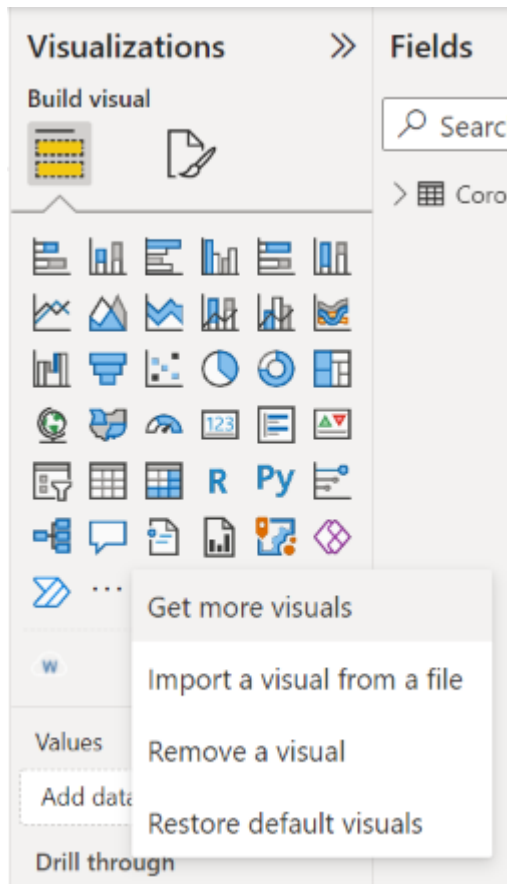 Visualizations
Fields
Build visual
Searc
Coro
123
R
Py
Get more visuals
W
Import a visual from a file
Values
Remove a visual
Add data
Restore default visuals
Drill through